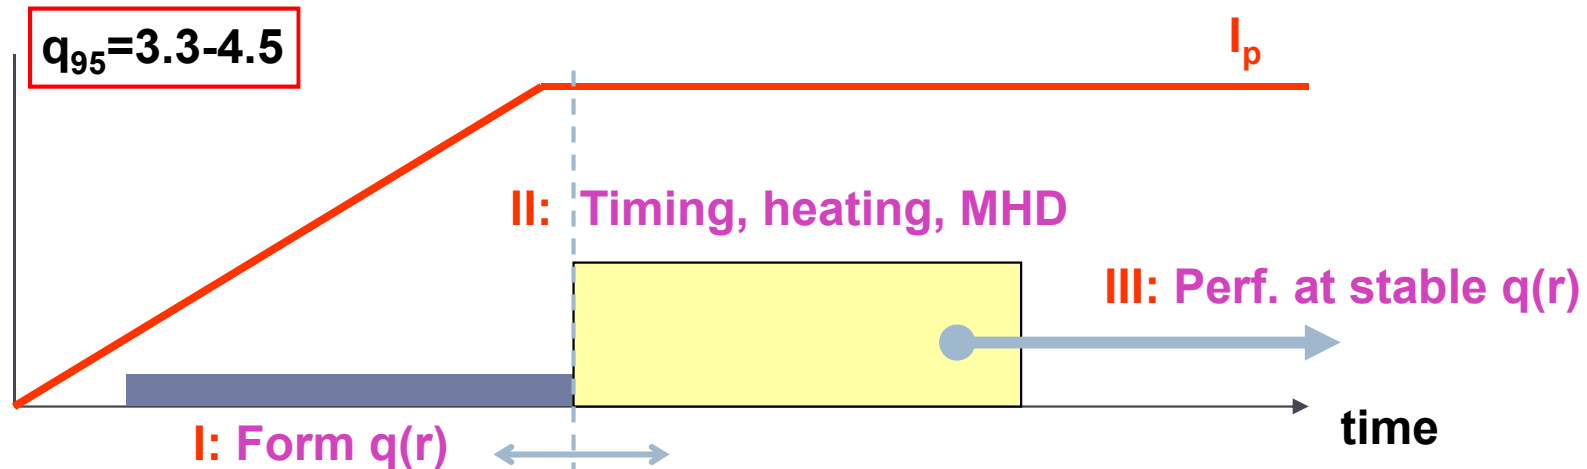 q95=3.3-4.5
Ip
II: Timing, heating, MHD
III: Perf. at stable q(r)
time
I: Form q(r)